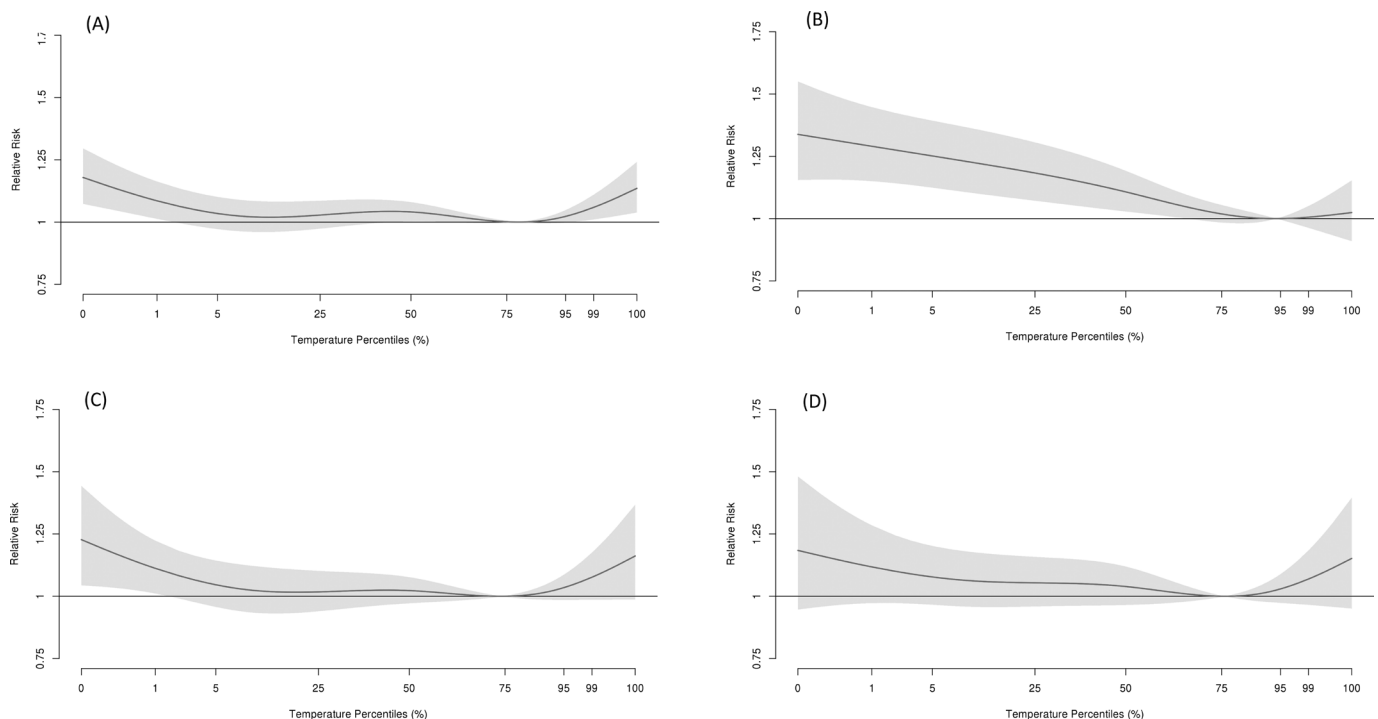 (A)
1.7
1.5
1.25
1
0.75
Relative Risk
0 1 5 25 50 75 95 99 100
Temperature Percentiles (%)
(B)
1.75
1.5
1.25
1
0.75
Relative Risk
0 1 5 25 50 75 95 99 100
Temperature Percentiles (%)
(C)
1.75
1.5
1.25
1
0.75
Relative Risk
0 1 5 25 50 75 95 99 100
Temperature Percentiles (%)
(D)
1.75
1.5
1.25
1
0.75
Relative Risk
0 1 5 25 50 75 95 99 100
Temperature Percentiles (%)